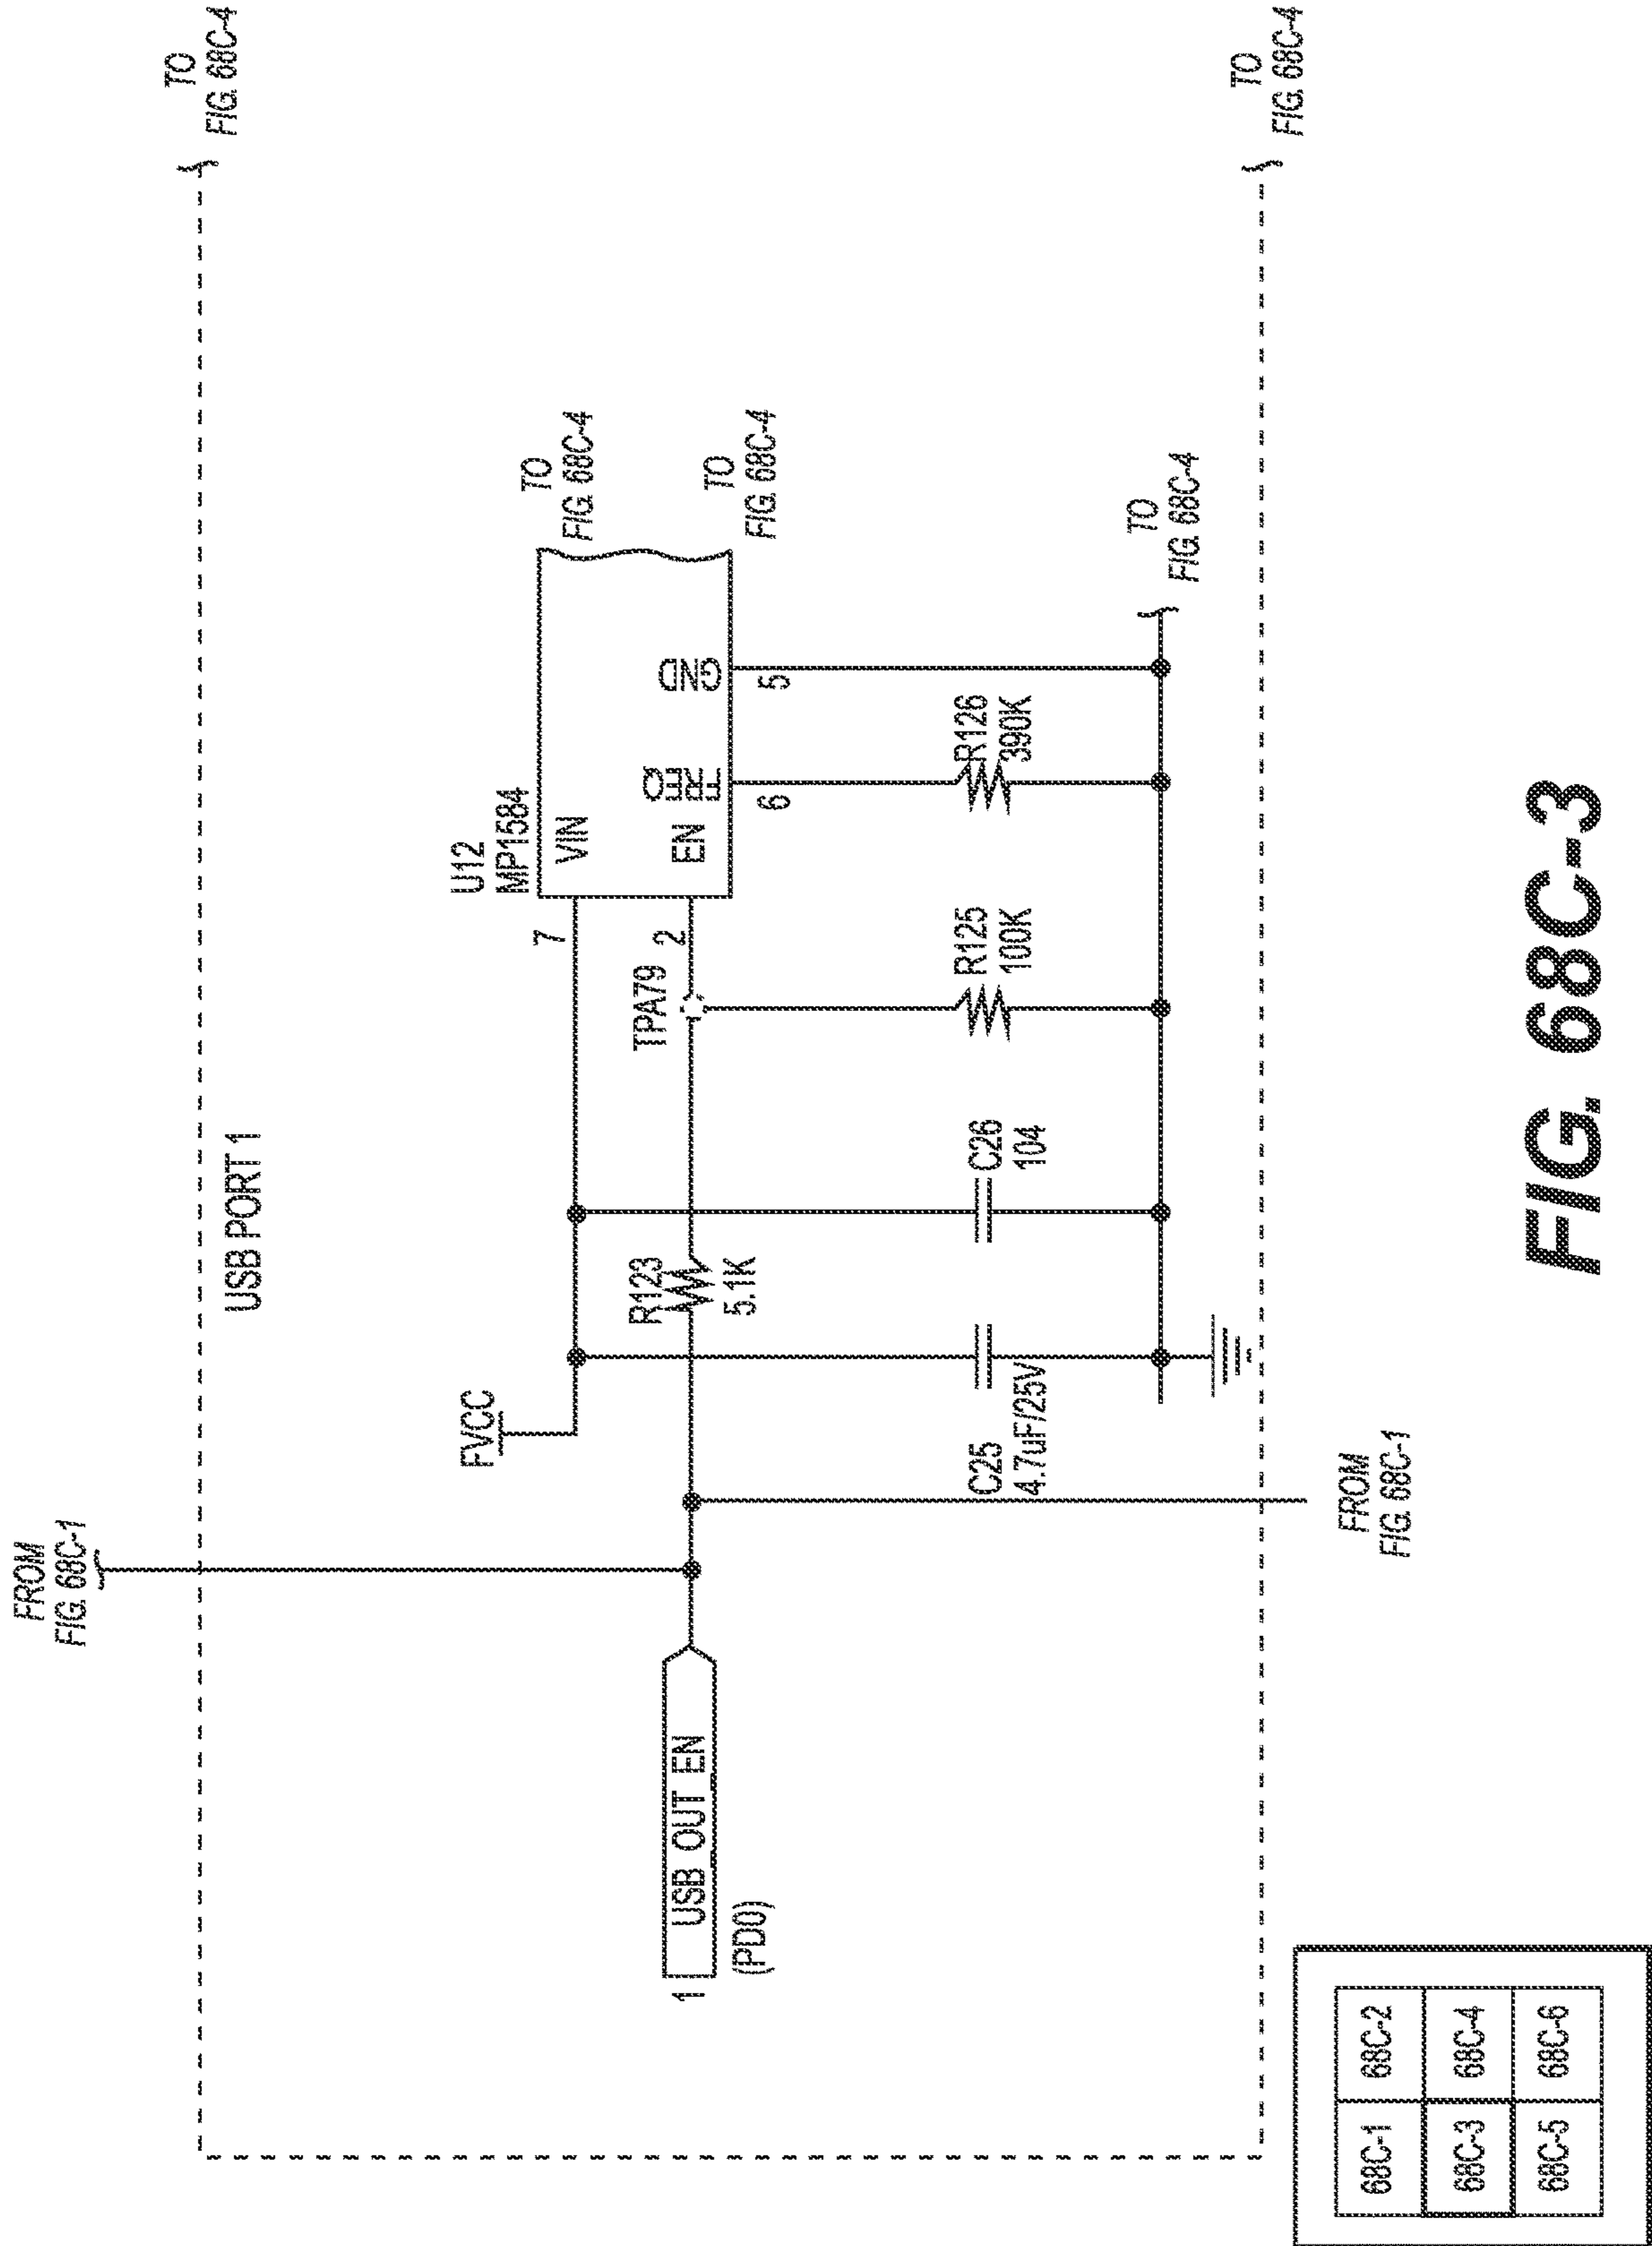 FROM
FIG. 68C-1
TO
FIG. 68C-4
USB PORT 1
FVCC
U12
MP1584
TO
FIG. 68C-4
7
VIN
1
USB OUT EN
(PD0)
R123
5.1K
TPA79
2
EN
FREQ
GND
6
5
TO
FIG. 68C-4
C25
4.7uF/25V
C26
104
R125
100K
R126
390K
TO
FIG. 68C-4
TO
FIG. 68C-4
FROM
FIG. 68C-1
68C-1 68C-2
68C-3 68C-4
68C-5 68C-6
FIG. 68C-3